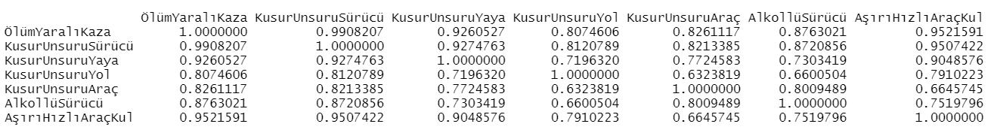 ÖlümYaralıKaza KusurUnsuruSürücü KusurUnsuruYaya KusurUnsuruYol KusurUnsuruAraç AlkollüSürücü AşırıHızlıAraçKul
ÖlümYaralıKaza 1.0000000 0.9908207 0.9260527 0.8074606 0.8261117 0.8763021 0.9521591
KusurUnsuruSürücü 0.9908207 1.0000000 0.9274763 0.8120789 0.8213385 0.8720856 0.9507422
KusurUnsuruYaya 0.9260527 0.9274763 1.0000000 0.7196320 0.7724583 0.7303419 0.9048576
KusurUnsuruYol 0.8074606 0.8120789 0.7196320 1.0000000 0.6323819 0.6600504 0.7910223
KusurUnsuruAraç 0.8261117 0.8213385 0.7724583 0.6323819 1.0000000 0.8009489 0.6645745
AlkollüSürücü 0.8763021 0.8720856 0.7303419 0.6600504 0.8009489 1.0000000 0.7519796
AşırıHızlıAraçKul 0.9521591 0.9507422 0.9048576 0.7910223 0.6645745 0.7519796 1.0000000